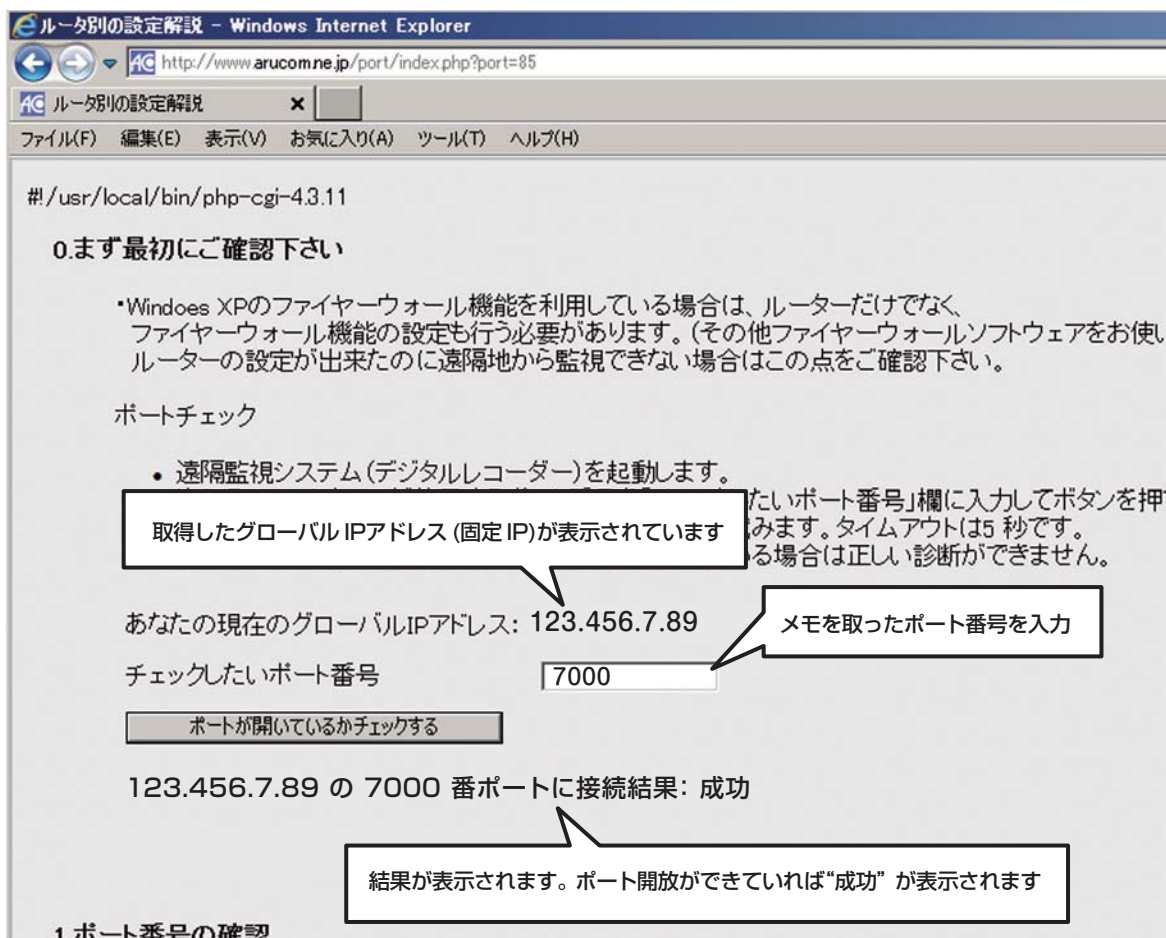 ルータ別の設定解説 - Windows Internet Explorer
http://www.arucom.ne.jp/port/index.php?port=85
ルータ別の設定解説
ファイル(F) 編集(E) 表示(V) お気に入り(A) ツール(T) ヘルプ(H)
#!/usr/local/bin/php-cgi-4.3.11
0.まず最初にご確認下さい
・Windoes XPのファイヤーウォール機能を利用している場合は、ルーターだけでなく、
ファイヤーウォール機能の設定も行う必要があります。(その他ファイヤーウォールソフトウェアをお使い
ルーターの設定が出来たのに遠隔地から監視できない場合はこの点をご確認下さい。
ポートチェック
• 遠隔監視システム(デジタルレコーダー)を起動します。
たいポート番号」欄に入力してボタンを押
みます。タイムアウトは5 秒です。
る場合は正しい診断ができません。
取得したグローバル IPアドレス (固定 IP)が表示されています
あなたの現在のグローバルIPアドレス: 123.456.7.89
メモを取ったポート番号を入力
チェックしたいポート番号 7000
ポートが開いているかチェックする
123.456.7.89 の 7000 番ポートに接続結果: 成功
結果が表示されます。ポート開放ができていれば“成功” が表示されます
1.ポート番号の確認